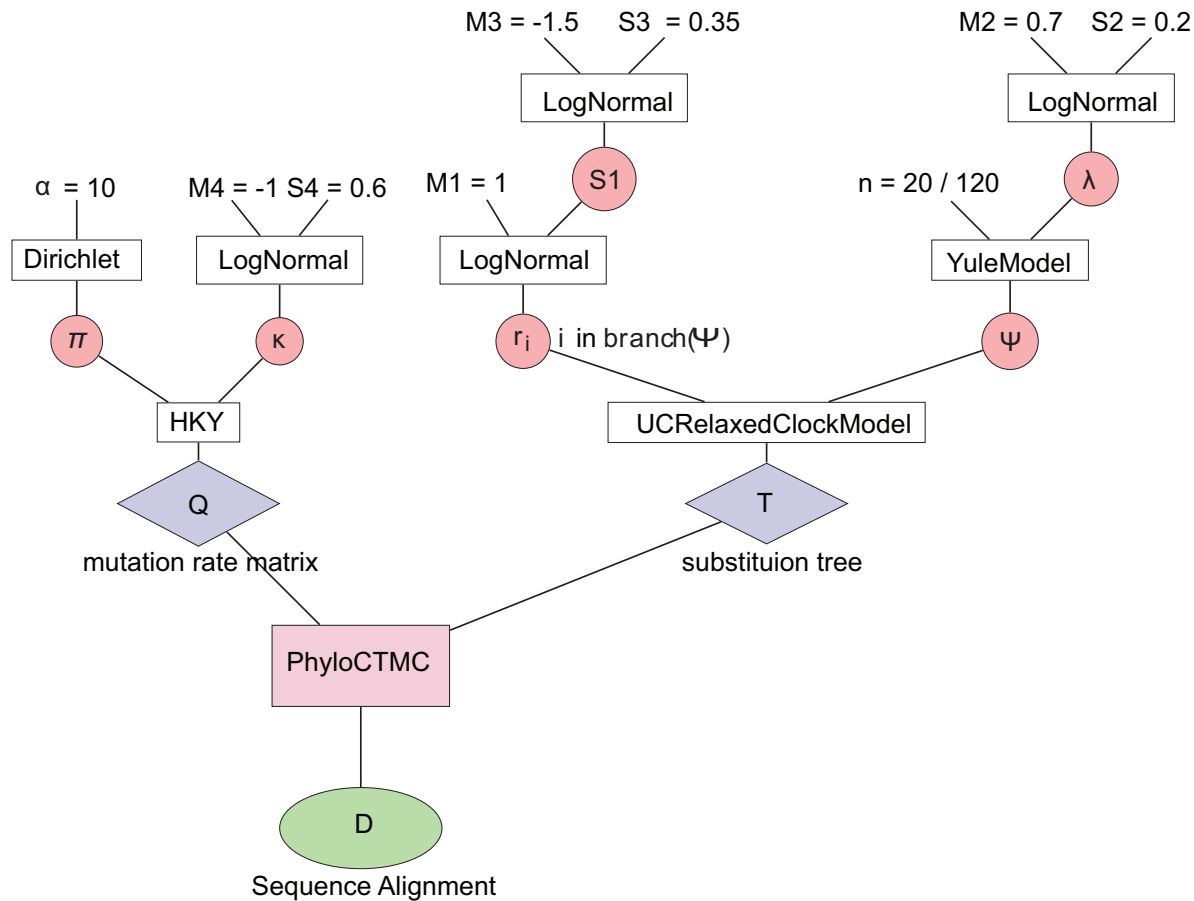 M3 = -1.5 S3 = 0.35 M2 = 0.7 S2 = 0.2
LogNormal LogNormal
α = 10 M4 = -1 S4 = 0.6 M1 = 1 S1 n = 20 / 120 λ
Dirichlet LogNormal LogNormal YuleModel
π κ r i i in branch(Ψ) Ψ
HKY UCRelaxedClockModel
Q T
mutation rate matrix substituion tree
PhyloCTMC
D
Sequence Alignment